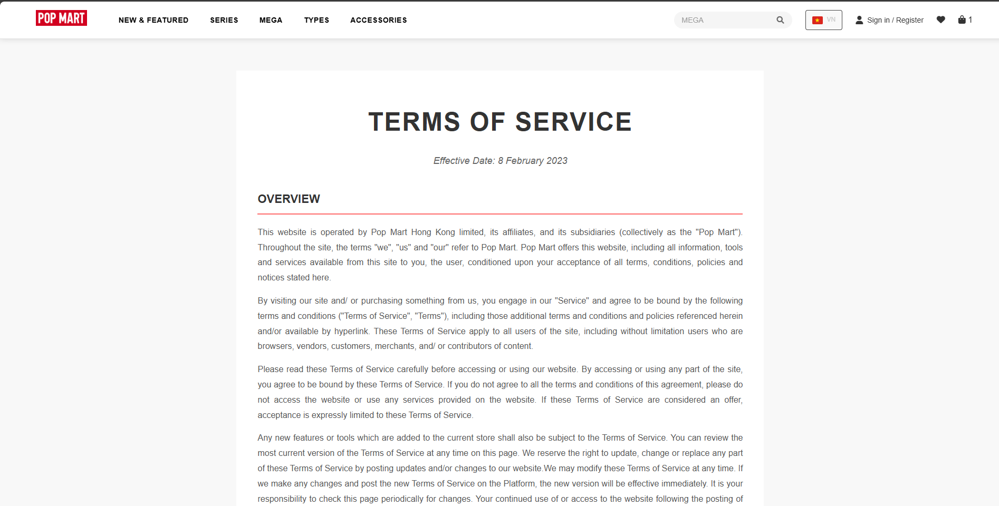 POP MART
NEW & FEATURED
SERIES
MEGA
TYPES
ACCESSORIES
MEGA
VN
Sign in / Register
1
TERMS OF SERVICE
Effective Date: 8 February 2023
OVERVIEW
This website is operated by Pop Mart Hong Kong limited, its affiliates, and its subsidiaries (collectively as the "Pop Mart").
Throughout the site, the terms "we", "us" and "our" refer to Pop Mart. Pop Mart offers this website, including all information, tools
and services available from this site to you, the user, conditioned upon your acceptance of all terms, conditions, policies and
notices stated here.
By visiting our site and/ or purchasing something from us, you engage in our "Service" and agree to be bound by the following
terms and conditions ("Terms of Service", "Terms"), including those additional terms and conditions and policies referenced herein
and/or available by hyperlink. These Terms of Service apply to all users of the site, including without limitation users who are
browsers, vendors, customers, merchants, and/ or contributors of content.
Please read these Terms of Service carefully before accessing or using our website. By accessing or using any part of the site,
you agree to be bound by these Terms of Service. If you do not agree to all the terms and conditions of this agreement, please do
not access the website or use any services provided on the website. If these Terms of Service are considered an offer,
acceptance is expressly limited to these Terms of Service.
Any new features or tools which are added to the current store shall also be subject to the Terms of Service. You can review the
most current version of the Terms of Service at any time on this page. We reserve the right to update, change or replace any part
of these Terms of Service by posting updates and/or changes to our website.We may modify these Terms of Service at any time. If
we make any changes and post the new Terms of Service on the Platform, the new version will be effective immediately. It is your
responsibility to check this page periodically for changes. Your continued use of or access to the website following the posting of